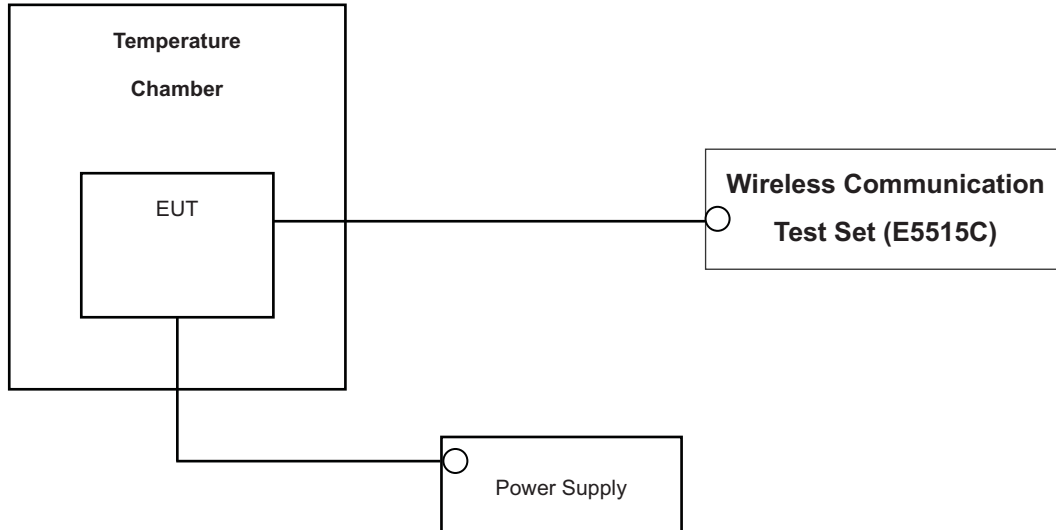 Temperature
Chamber
EUT
Wireless Communication
Test Set (E5515C)
Power Supply